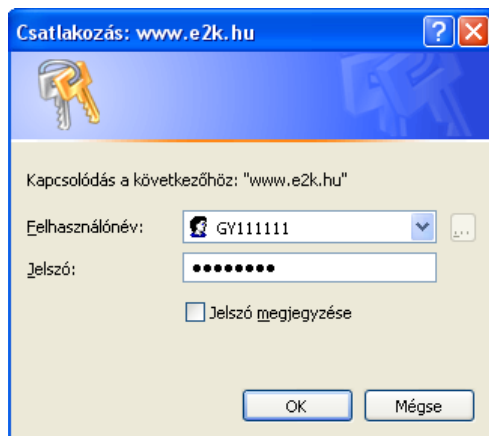 Csatlakozás: www.e2k.hu
Kapcsolódás a következőhöz: "www.e2k.hu"
Felhasználónév: GY111111
Jelszó: ●●●●●●●●
Jelszó megjegyzése
OK Mégse